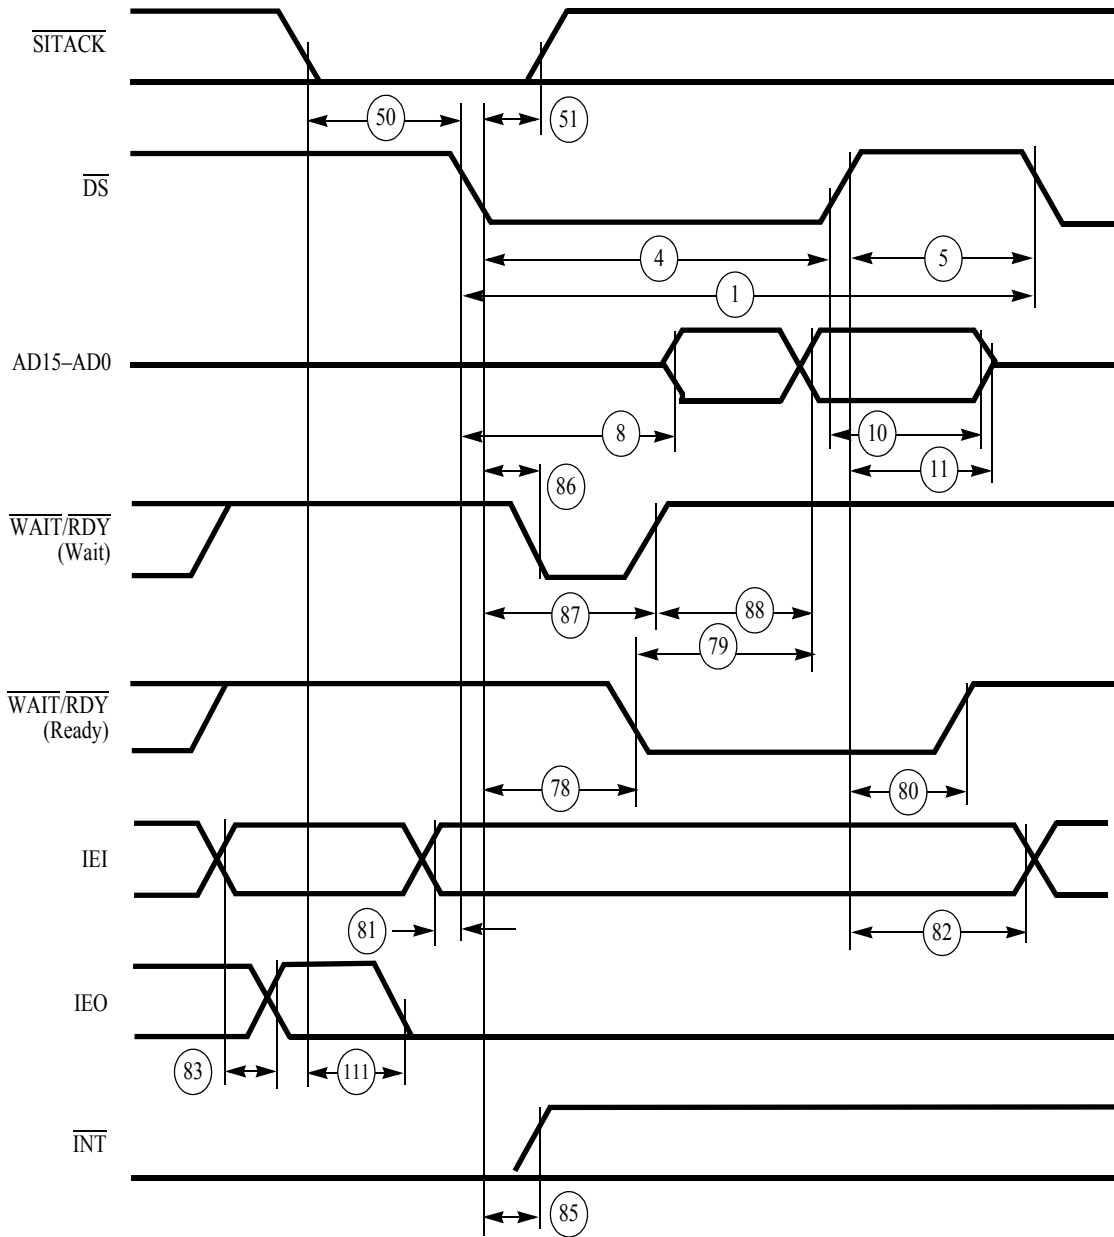 SITACK
50
51
DS
4
5
1
AD15–AD0
8
10
11
86
WAIT/RDY
(Wait)
87
88
79
WAIT/RDY
(Ready)
78
80
IEI
81
82
IEO
83
111
INT
85